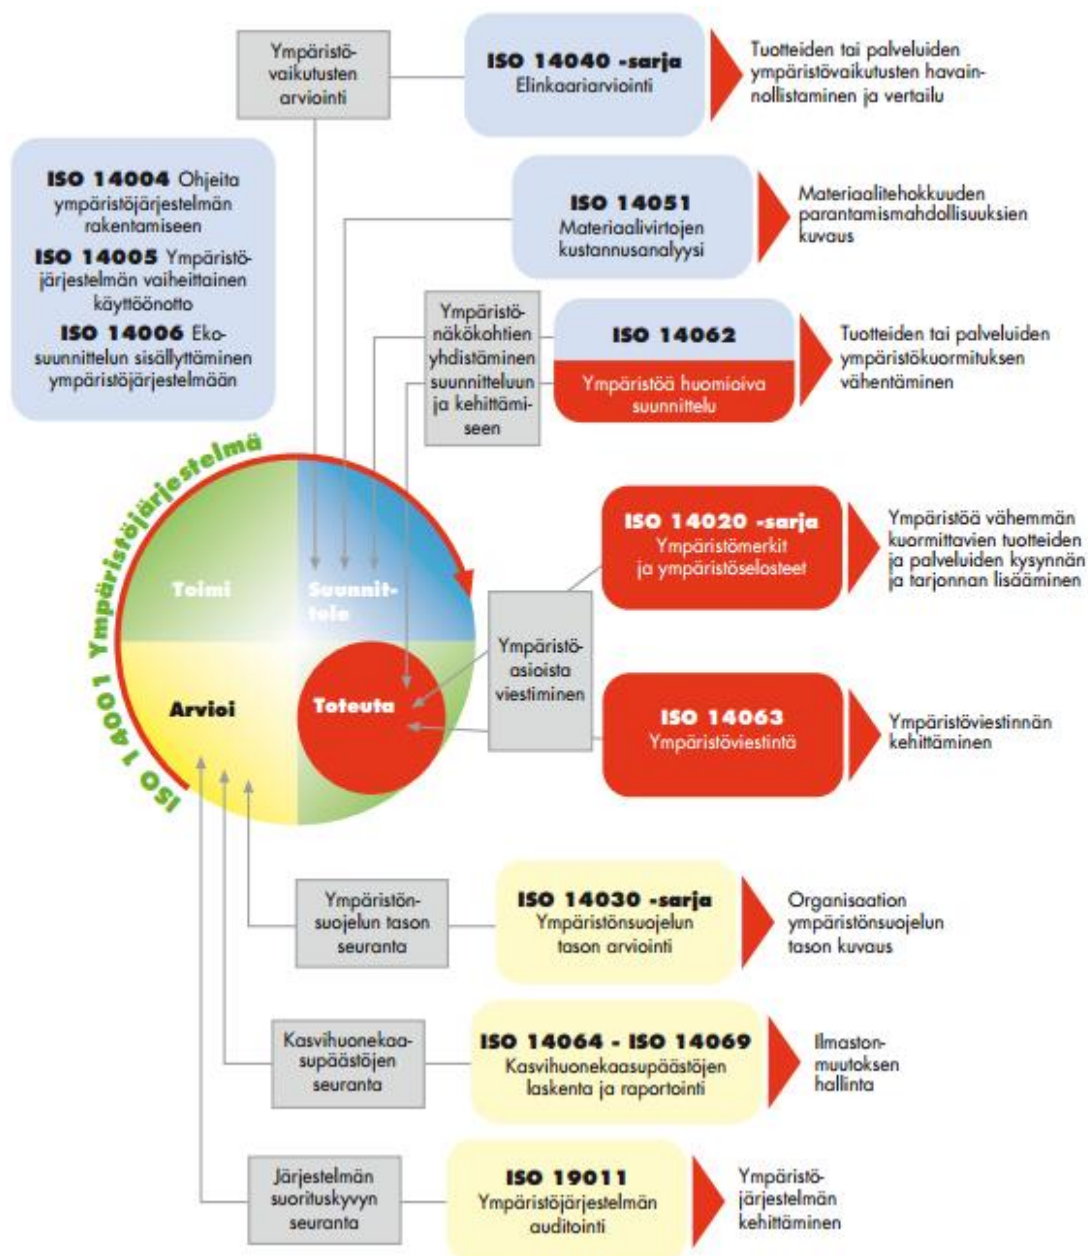 Ympäristö-
vaikutusten
arviointi
ISO 14040 -sarja
Elinkaariarviointi
Tuotteiden tai palveluiden
ympäristövaikutusten havain-
nollistaminen ja vertailu
ISO 14004 Ohjeita
ympäristöjärjestelmän
rakentamiseen
ISO 14005 Ympäristö-
järjestelmän vaiheittainen
käyttöönotto
ISO 14006 Eko-
suunnittelun sisällyttäminen
ympäristöjärjestelmään
ISO 14051
Materiaalivirtojen
kustannusanalyysi
Materiaalitehokkuuden
parantamismahdollisuuksien
kuvaus
Ympäristö-
näkökohtien
yhdistäminen
suunnitteluun
ja kehittämi-
seen
ISO 14062
Ympäristöä huomioiva
suunnittelu
Tuotteiden tai palveluiden
ympäristökuormituksen
vähentäminen
ISO 14001 Ympäristöjärjestelmä
Toimi
Suunnit-
tele
Arvioi
Toteuta
Ympäristö-
asioista
viestiminen
ISO 14020 -sarja
Ympäristömerkit
ja ympäristöselosteet
Ympäristöä vähemmän
kuormittavien tuotteiden
ja palveluiden kysynnän
ja tarjonnan lisääminen
ISO 14063
Ympäristöviestintä
Ympäristöviestinnän
kehittäminen
Ympäristön-
suojelun tason
seuranta
ISO 14030 -sarja
Ympäristönsuojelun
tason arviointi
Organisaation
ympäristönsuojelun
tason kuvaus
Kasvihuonekaa-
supäästöjen
seuranta
ISO 14064 - ISO 14069
Kasvihuonekaasupäästöjen
laskenta ja raportointi
Ilmaston-
muutoksen
hallinta
Järjestelmän
suorituskyvyn
seuranta
ISO 19011
Ympäristöjärjestelmän
auditointi
Ympäristö-
järjestelmän
kehittäminen